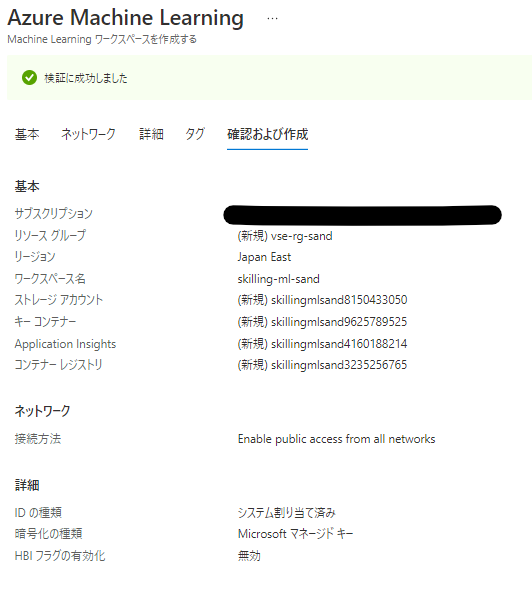 Azure Machine Learning ...
Machine Learning ワークスペースを作成する
検証に成功しました
基本 ネットワーク 詳細 タグ 確認および作成
基本
サブスクリプション
リソース グループ (新規) vse-rg-sand
リージョン Japan East
ワークスペース名 skilling-ml-sand
ストレージ アカウント (新規) skillingmlsand8150433050
キー コンテナー (新規) skillingmlsand9625789525
Application Insights (新規) skillingmlsand4160188214
コンテナー レジストリ (新規) skillingmlsand3235256765
ネットワーク
接続方法 Enable public access from all networks
詳細
ID の種類 システム割り当て済み
暗号化の種類 Microsoft マネージド キー
HBI フラグの有効化 無効